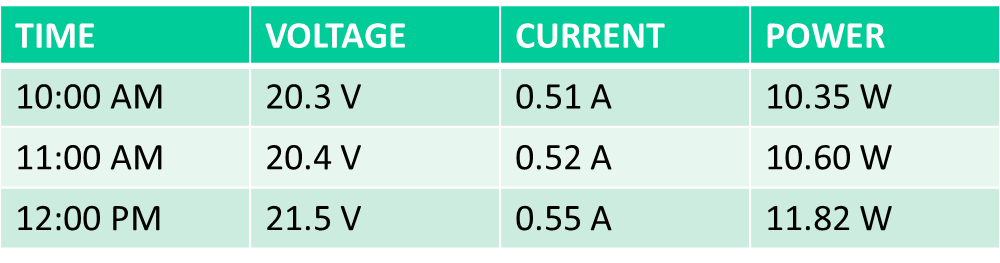 TIME VOLTAGE CURRENT POWER
10:00 AM 20.3 V 0.51 A 10.35 W
11:00 AM 20.4 V 0.52 A 10.60 W
12:00 PM 21.5 V 0.55 A 11.82 W